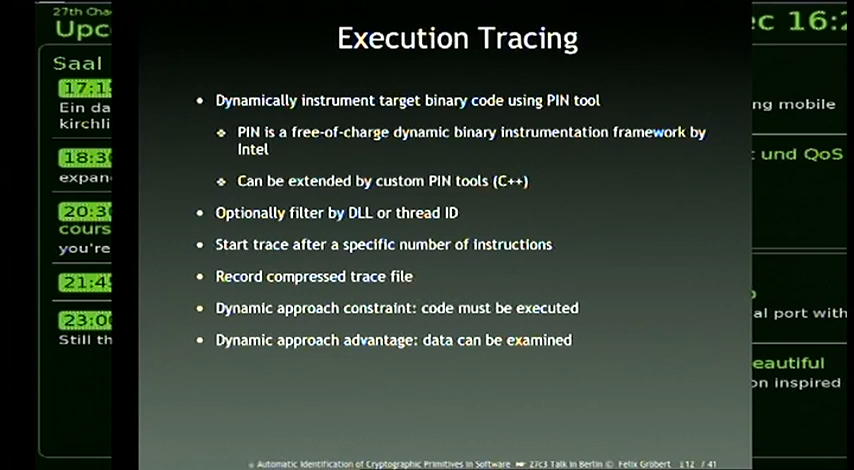 27th Cha
Upc
Saal
17:1
Ein da
kirchli
18:3
expan
20:3
cours
you're
21:4
23:0
Still th
Execution Tracing
Dynamically instrument target binary code using PIN tool
PIN is a free-of-charge dynamic binary instrumentation framework by
Intel
Can be extended by custom PIN tools (C++)
Optionally filter by DLL or thread ID
Start trace after a specific number of instructions
Record compressed trace file
Dynamic approach constraint: code must be executed
Dynamic approach advantage: data can be examined
Automatic Identification of Cryptographic Primitives in Software ☛ 27c3 Talk in Berlin © Felix Gröbert | 12 / 41
ec 16:2
ng mobile
t und QoS
o
al port with
eautiful
on inspired